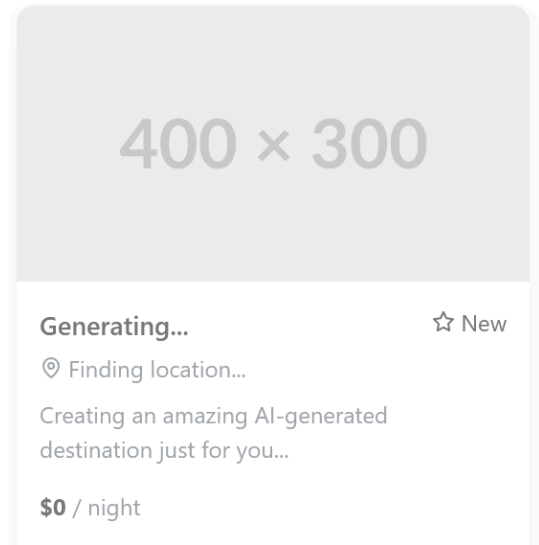 400 × 300
Generating...
New
Finding location...
Creating an amazing AI-generated
destination just for you...
$0 / night